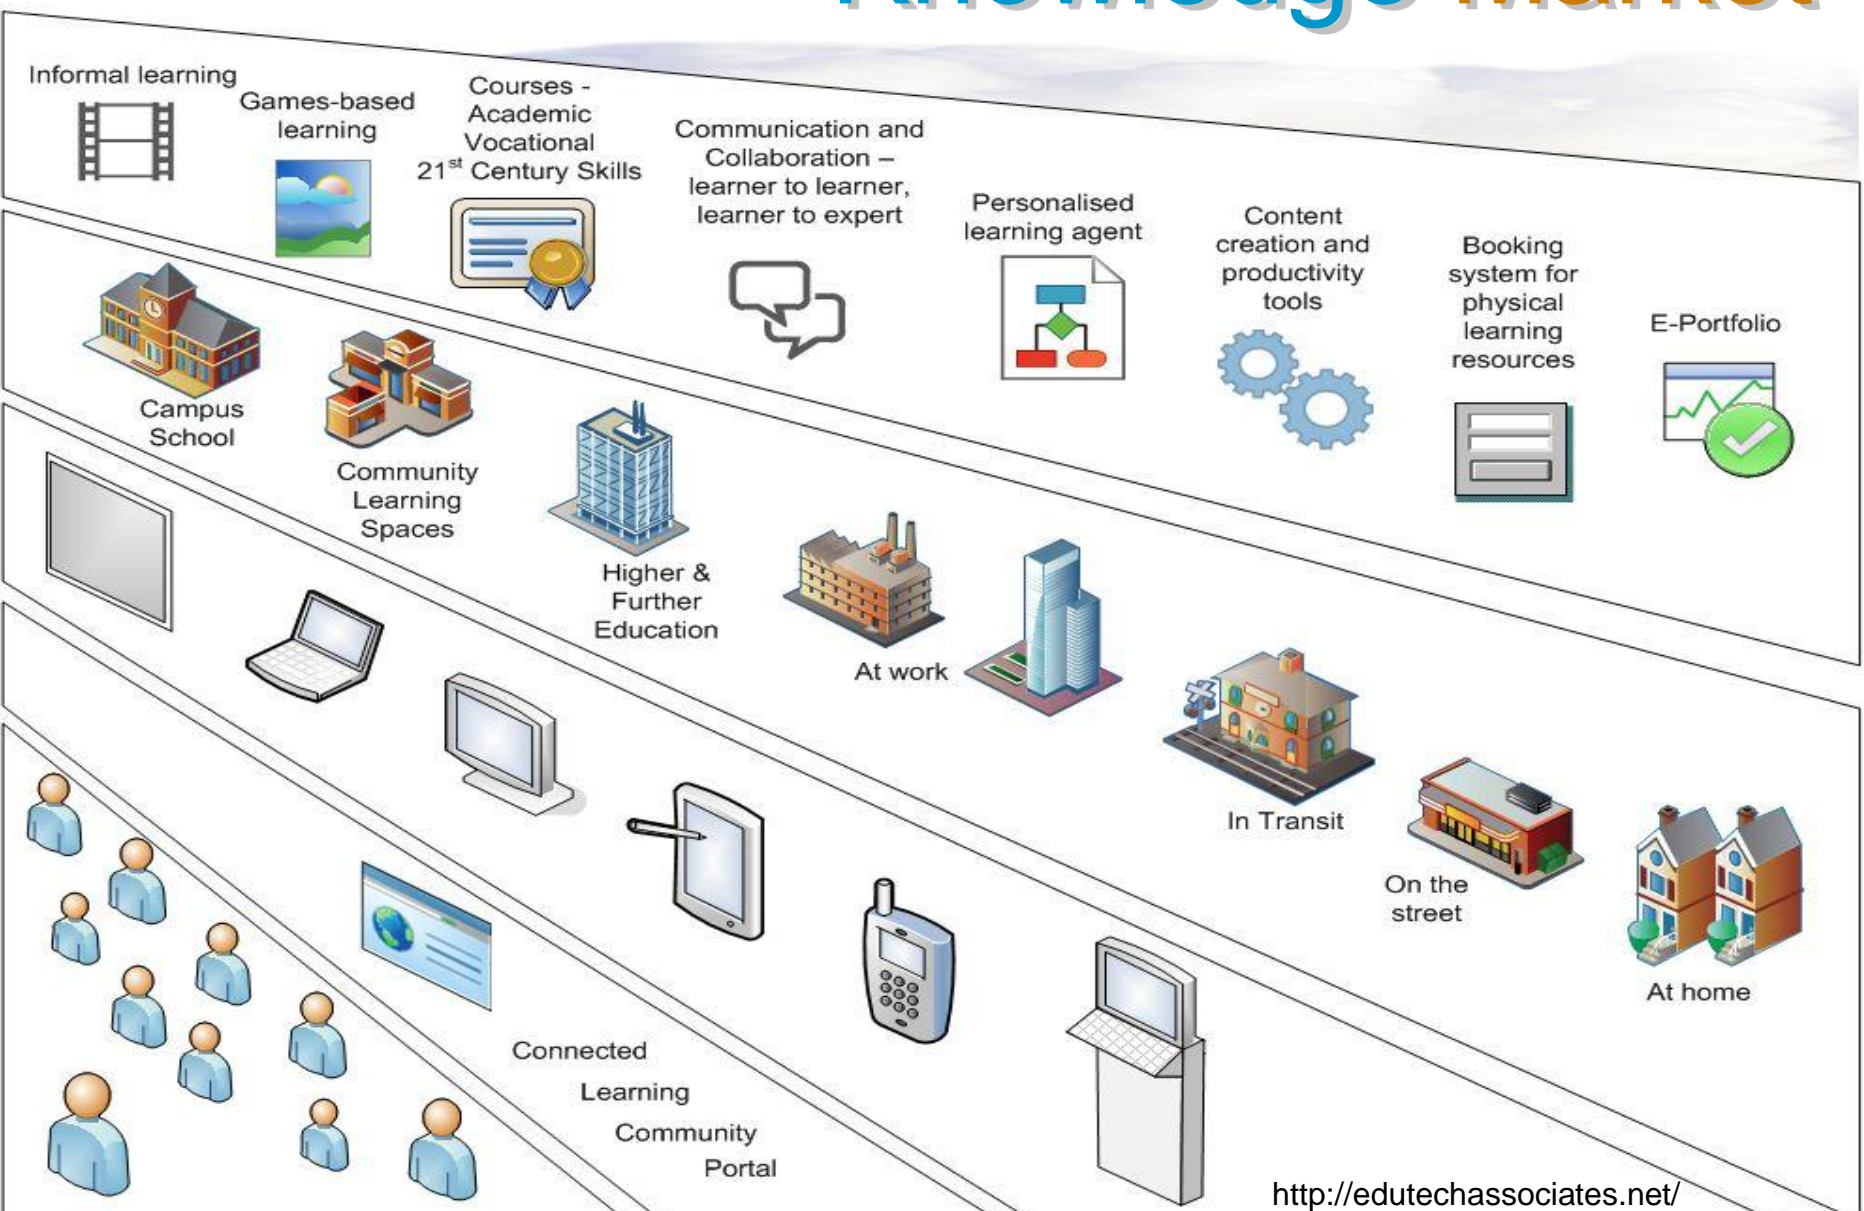 Knowledge Market
Informal learning
Games-based
learning
Courses -
Academic
Vocational
21st Century Skills
Communication and
Collaboration –
learner to learner,
learner to expert
Personalised
learning agent
Content
creation and
productivity
tools
Booking
system for
physical
learning
resources
E-Portfolio
Campus
School
Community
Learning
Spaces
Higher &
Further
Education
At work
In Transit
On the
street
At home
Connected
Learning
Community
Portal
http://edutechassociates.net/